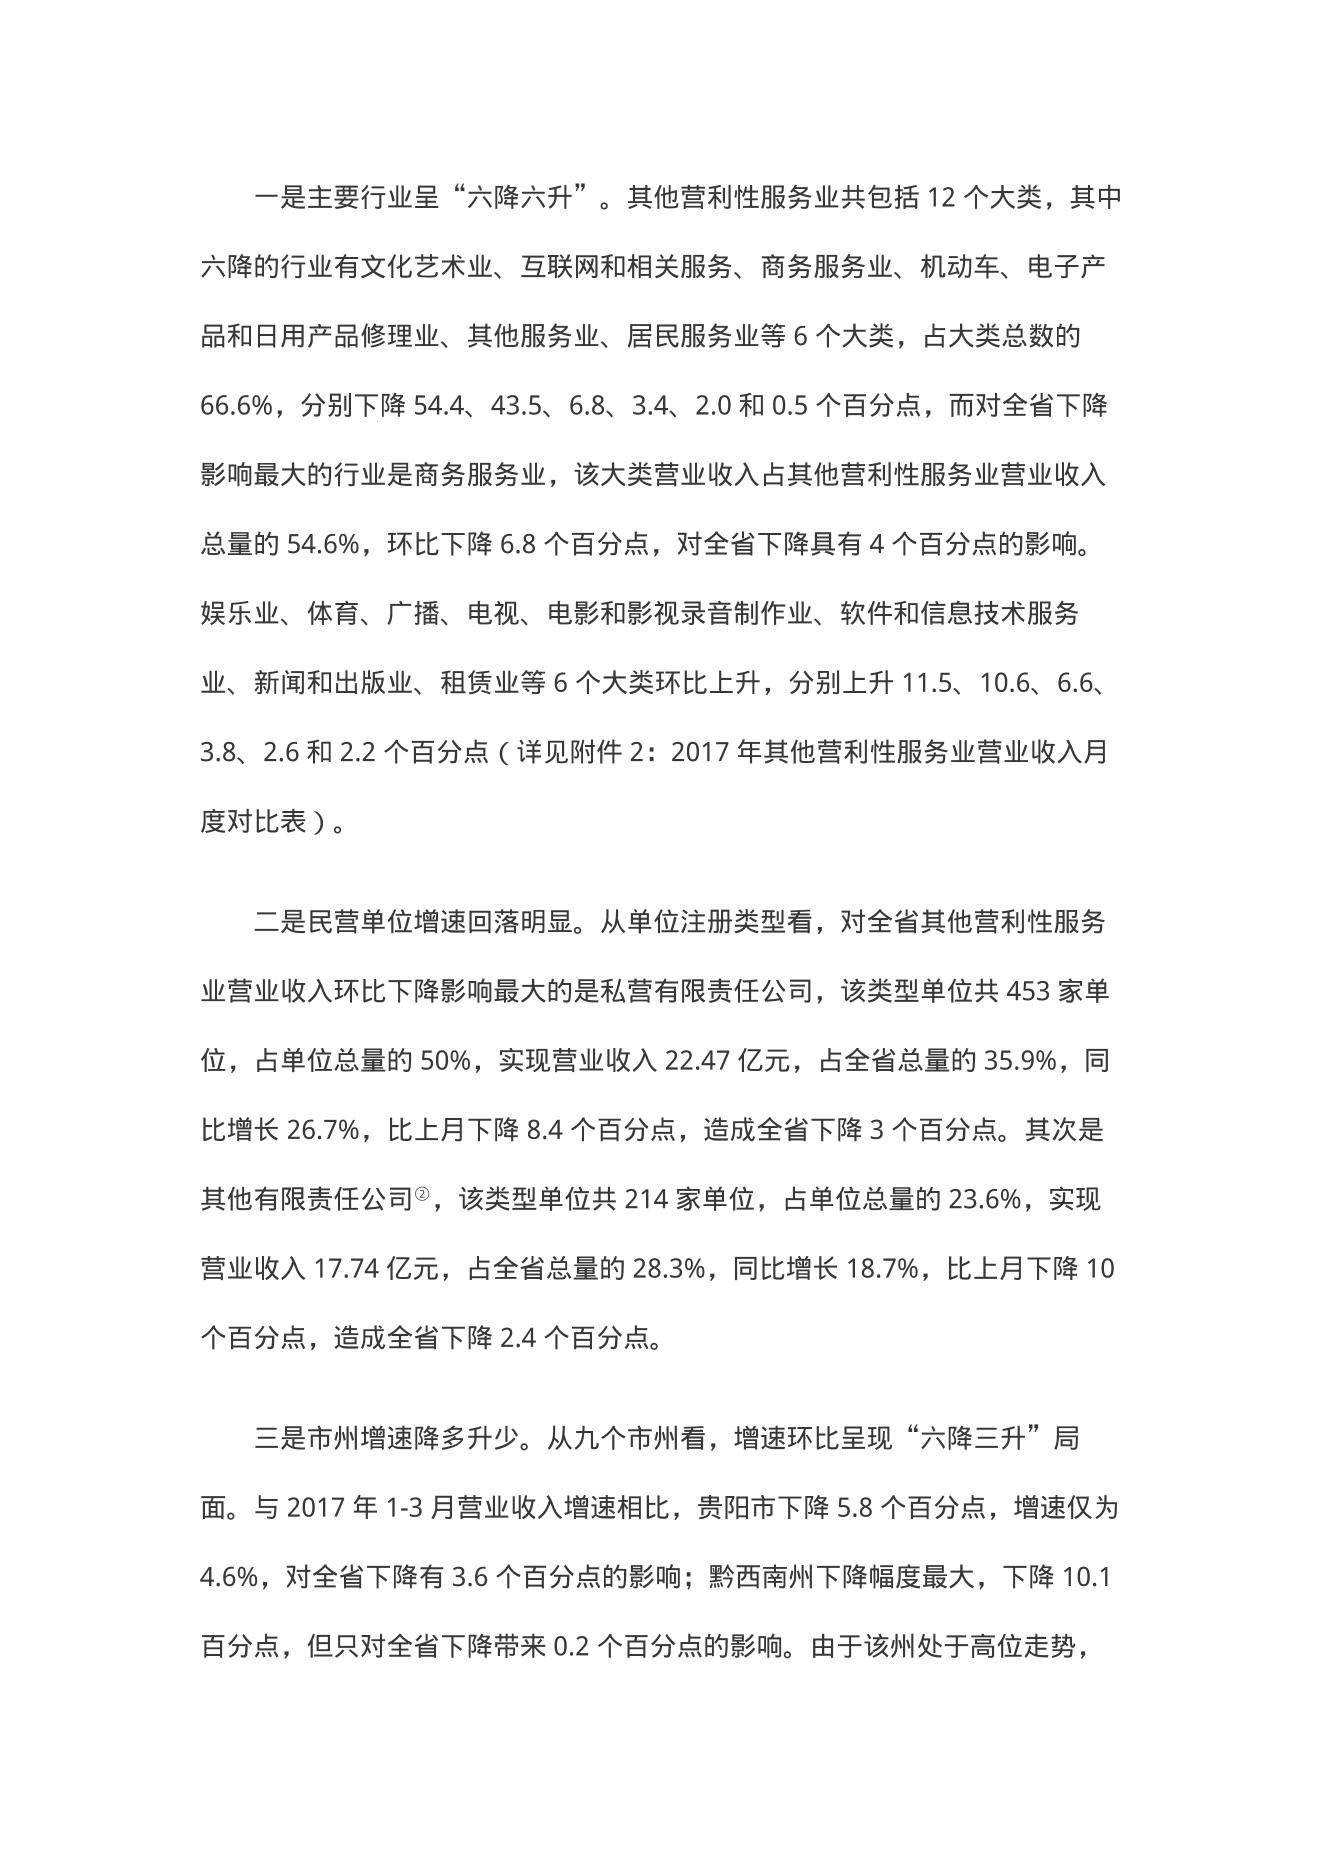 一是主要行业呈“六降六升”。其他营利性服务业共包括 12 个大类，其中
六降的行业有文化艺术业、互联网和相关服务、商务服务业、机动车、电子产
品和日用产品修理业、其他服务业、居民服务业等 6 个大类，占大类总数的
66.6%，分别下降 54.4、43.5、6.8、3.4、2.0 和 0.5 个百分点，而对全省下降
影响最大的行业是商务服务业，该大类营业收入占其他营利性服务业营业收入
总量的 54.6%，环比下降 6.8 个百分点，对全省下降具有 4 个百分点的影响。
娱乐业、体育、广播、电视、电影和影视录音制作业、软件和信息技术服务
业、新闻和出版业、租赁业等 6 个大类环比上升，分别上升 11.5、10.6、6.6、
3.8、2.6 和 2.2 个百分点（详见附件 2：2017 年其他营利性服务业营业收入月
度对比表）。
二是民营单位增速回落明显。从单位注册类型看，对全省其他营利性服务
业营业收入环比下降影响最大的是私营有限责任公司，该类型单位共 453 家单
位，占单位总量的 50%，实现营业收入 22.47 亿元，占全省总量的 35.9%，同
比增长 26.7%，比上月下降 8.4 个百分点，造成全省下降 3 个百分点。其次是
其他有限责任公司②，该类型单位共 214 家单位，占单位总量的 23.6%，实现
营业收入 17.74 亿元，占全省总量的 28.3%，同比增长 18.7%，比上月下降 10
个百分点，造成全省下降 2.4 个百分点。
三是市州增速降多升少。从九个市州看，增速环比呈现“六降三升”局
面。与 2017 年 1-3 月营业收入增速相比，贵阳市下降 5.8 个百分点，增速仅为
4.6%，对全省下降有 3.6 个百分点的影响；黔西南州下降幅度最大，下降 10.1
百分点，但只对全省下降带来 0.2 个百分点的影响。由于该州处于高位走势，